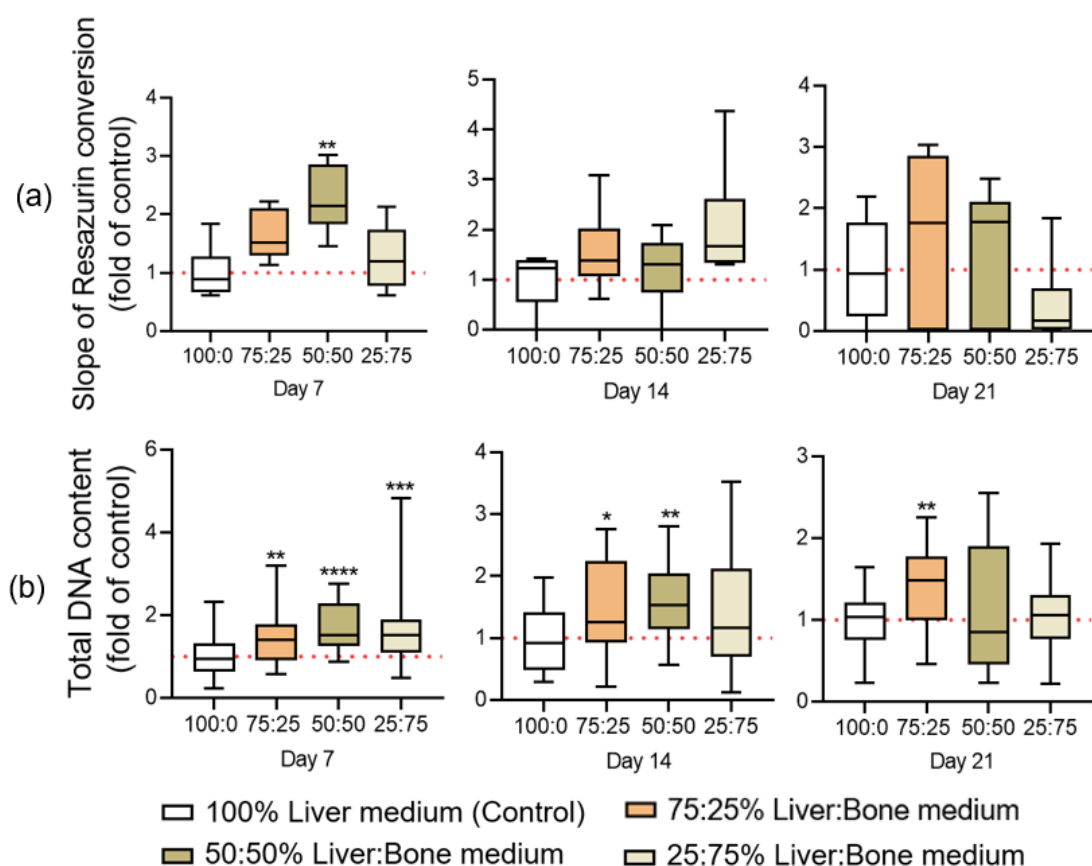 (a)
Slope of Resazurin conversion
(fold of control)
4
3
2
1
0
**
100:0 75:25 50:50 25:75
Day 7
5
4
3
2
1
0
100:0 75:25 50:50 25:75
Day 14
4
3
2
1
0
100:0 75:25 50:50 25:75
Day 21
(b)
Total DNA content
(fold of control)
6
4
2
0
** **** ***
100:0 75:25 50:50 25:75
Day 7
4
3
2
1
0
* **
100:0 75:25 50:50 25:75
Day 14
3
2
1
0
**
100:0 75:25 50:50 25:75
Day 21
100% Liver medium (Control)
75:25% Liver:Bone medium
50:50% Liver:Bone medium
25:75% Liver:Bone medium